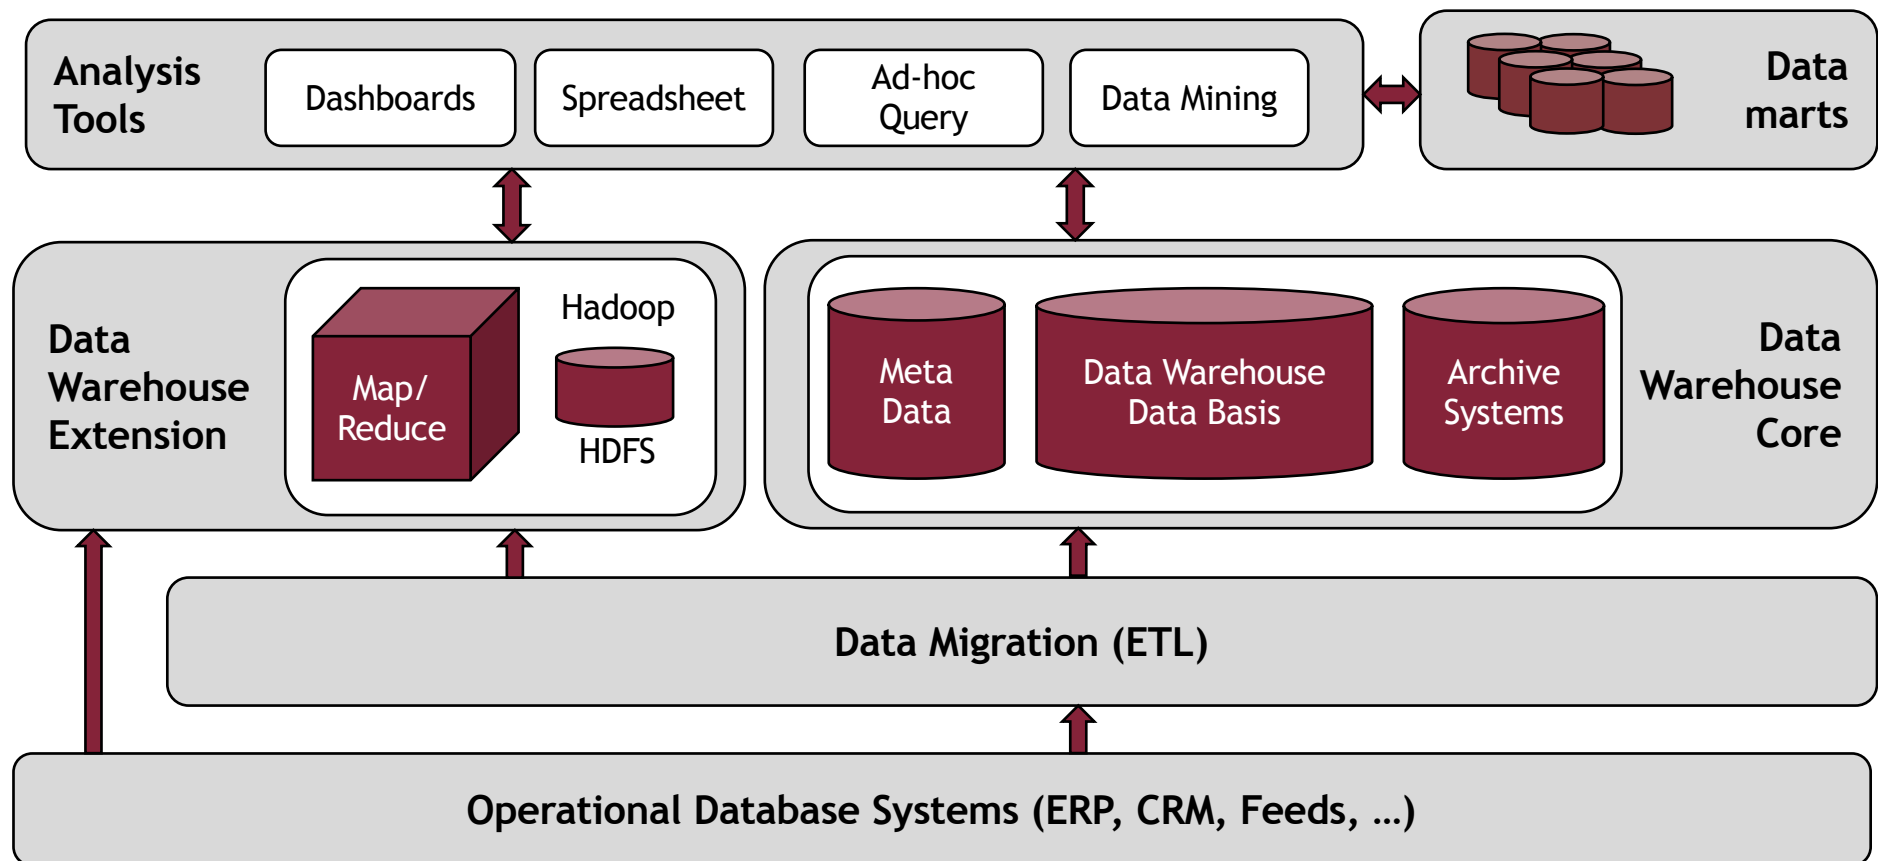 Analysis
Tools
Dashboards
Spreadsheet
Ad-hoc
Query
Data Mining
Data
marts
Data
Warehouse
Extension
Map/
Reduce
Hadoop
HDFS
Meta
Data
Data Warehouse
Data Basis
Archive
Systems
Data
Warehouse
Core
Data Migration (ETL)
Operational Database Systems (ERP, CRM, Feeds, …)